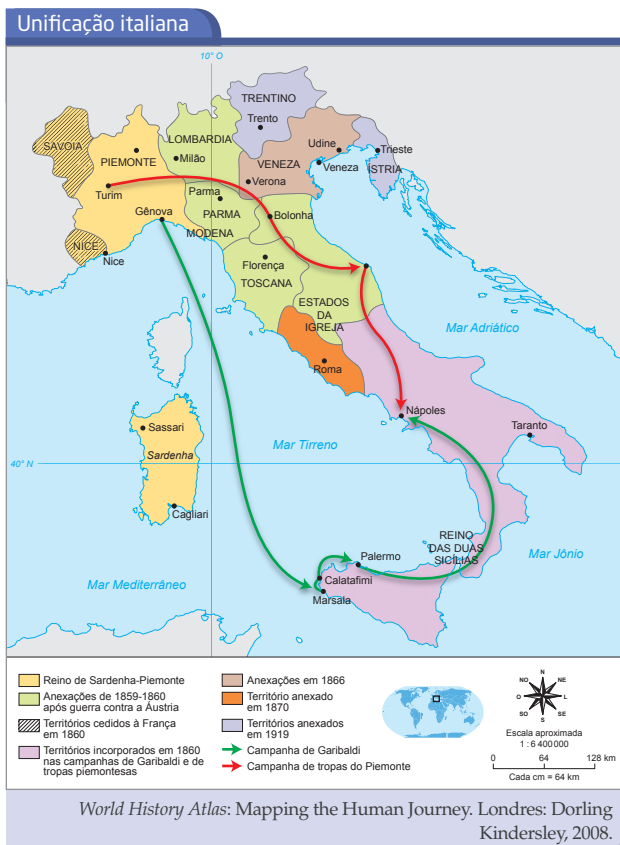 Unificação italiana
10° O
TRENTINO
Trento
SAVOIA
LOMBARDIA
Udine
Trieste
PIEMONTE
Milão
VENEZA
Veneza
ÍSTRIA
Verona
Turim
Parma
Gênova
PARMA
Bolonha
MODENA
NICE
Nice
Florença
TOSCANA
ESTADOS
DA
IGREJA
Mar Adriático
Roma
Nápoles
Sassari
Taranto
Mar Tirreno
Sardenha
40° N
Cagliari
REINO
DAS DUAS
SICÍLIAS
Palermo
Mar Jônio
Calatafimi
Mar Mediterrâneo
Marsala
Reino de Sardenha-Piemonte
Anexações de 1859-1860
após guerra contra a Áustria
Territórios cedidos à França
em 1860
Territórios incorporados em 1860
nas campanhas de Garibaldi e de
tropas piemontesas
Anexações em 1866
Território anexado
em 1870
Territórios anexados
em 1919
Campanha de Garibaldi
Campanha de tropas do Piemonte
N
NO
NE
O
L
SO
SE
S
Escala aproximada
1 : 6 400 000
0 64 128 km
Cada cm = 64 km
World History Atlas: Mapping the Human Journey. Londres: Dorling
Kindersley, 2008.